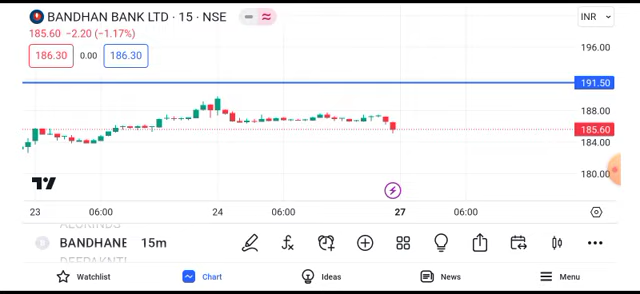 BANDHAN BANK LTD · 15 · NSE
INR
185.60 −2.20 (−1.17%)
186.30 0.00 186.30
196.00
191.50
188.00
185.60
184.00
180.00
23 06:00 24 06:00 27 06:00
BANDHANE 15m
Watchlist Chart Ideas News Menu